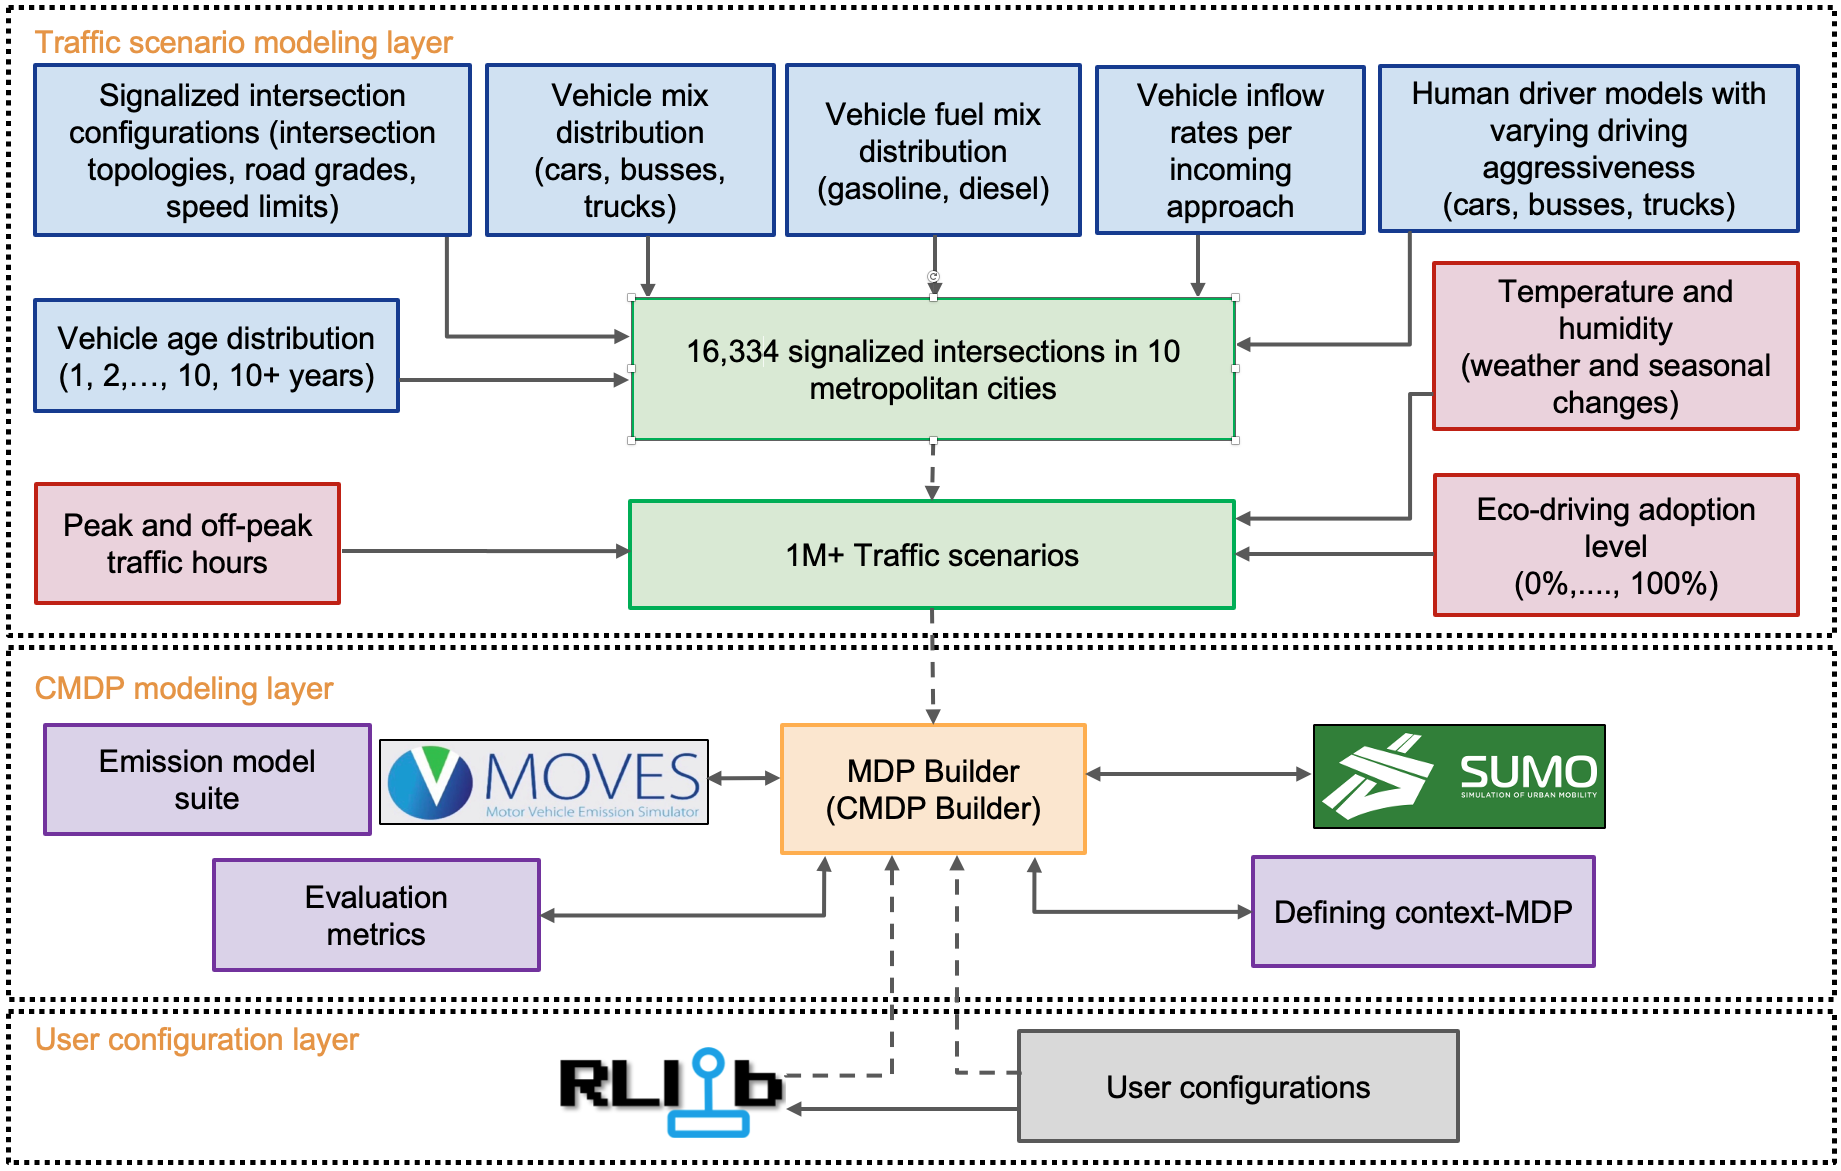 Traffic scenario modeling layer
Signalized intersection
configurations (intersection
topologies, road grades,
speed limits)
Vehicle mix
distribution
(cars, busses,
trucks)
Vehicle fuel mix
distribution
(gasoline, diesel)
Vehicle inflow
rates per
incoming
approach
Human driver models with
varying driving
aggressiveness
(cars, busses, trucks)
Vehicle age distribution
(1, 2,…, 10, 10+ years)
16,334 signalized intersections in 10
metropolitan cities
Temperature and
humidity
(weather and seasonal
changes)
Peak and off-peak
traffic hours
1M+ Traffic scenarios
Eco-driving adoption
level
(0%,...., 100%)
CMDP modeling layer
Emission model
suite
MOVES
Motor Vehicle Emission Simulator
MDP Builder
(CMDP Builder)
SUMO
SIMULATION OF URBAN MOBILITY
Evaluation
metrics
Defining context-MDP
User configuration layer
RLlib
User configurations